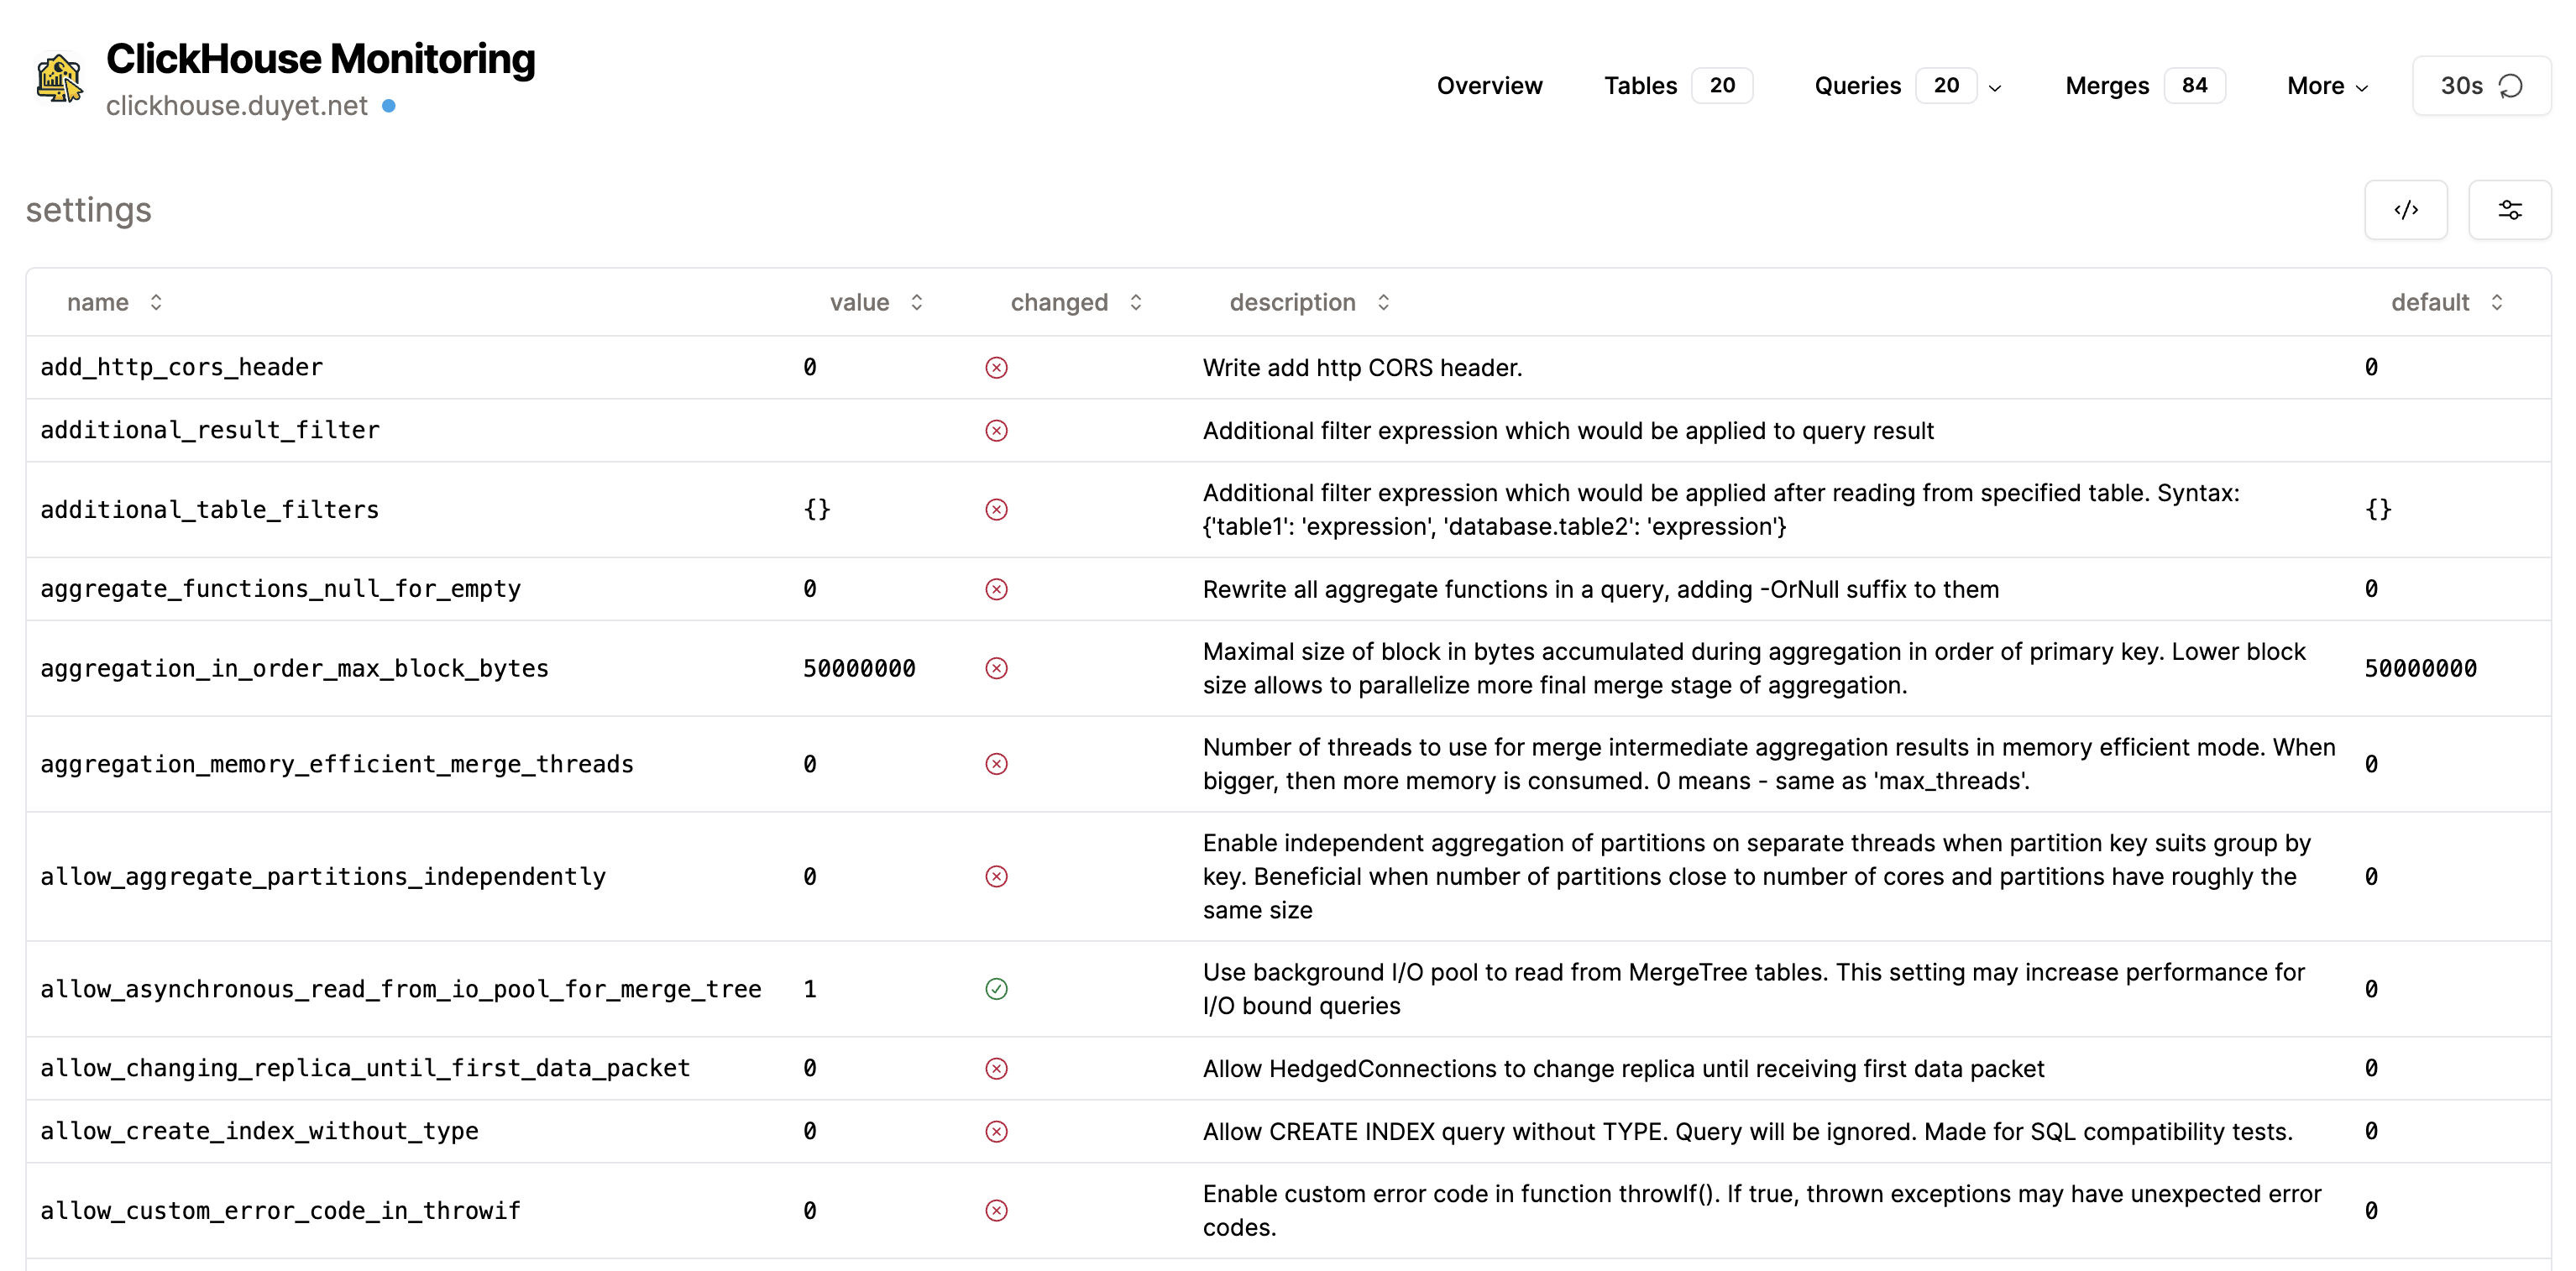 ClickHouse Monitoring
clickhouse.duyet.net
Overview Tables 20 Queries 20 Merges 84 More 30s
settings
</>
name value changed description default
add_http_cors_header 0 Write add http CORS header. 0
additional_result_filter Additional filter expression which would be applied to query result
additional_table_filters {} Additional filter expression which would be applied after reading from specified table. Syntax:
{'table1': 'expression', 'database.table2': 'expression'} {}
aggregate_functions_null_for_empty 0 Rewrite all aggregate functions in a query, adding -OrNull suffix to them 0
aggregation_in_order_max_block_bytes 50000000 Maximal size of block in bytes accumulated during aggregation in order of primary key. Lower block
size allows to parallelize more final merge stage of aggregation. 50000000
aggregation_memory_efficient_merge_threads 0 Number of threads to use for merge intermediate aggregation results in memory efficient mode. When
bigger, then more memory is consumed. 0 means - same as 'max_threads'. 0
allow_aggregate_partitions_independently 0 Enable independent aggregation of partitions on separate threads when partition key suits group by
key. Beneficial when number of partitions close to number of cores and partitions have roughly the
same size 0
allow_asynchronous_read_from_io_pool_for_merge_tree 1 Use background I/O pool to read from MergeTree tables. This setting may increase performance for
I/O bound queries 0
allow_changing_replica_until_first_data_packet 0 Allow HedgedConnections to change replica until receiving first data packet 0
allow_create_index_without_type 0 Allow CREATE INDEX query without TYPE. Query will be ignored. Made for SQL compatibility tests. 0
allow_custom_error_code_in_throwif 0 Enable custom error code in function throwIf(). If true, thrown exceptions may have unexpected error
codes. 0